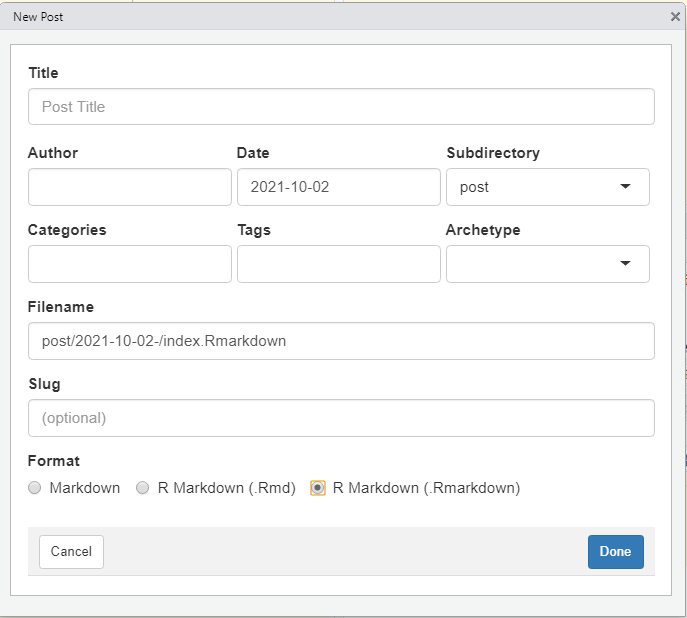 New Post
Title
Post Title
Author Date Subdirectory
2021-10-02 post
Categories Tags Archetype
Filename
post/2021-10-02-/index.Rmarkdown
Slug
(optional)
Format
Markdown R Markdown (.Rmd) R Markdown (.Rmarkdown)
Cancel Done